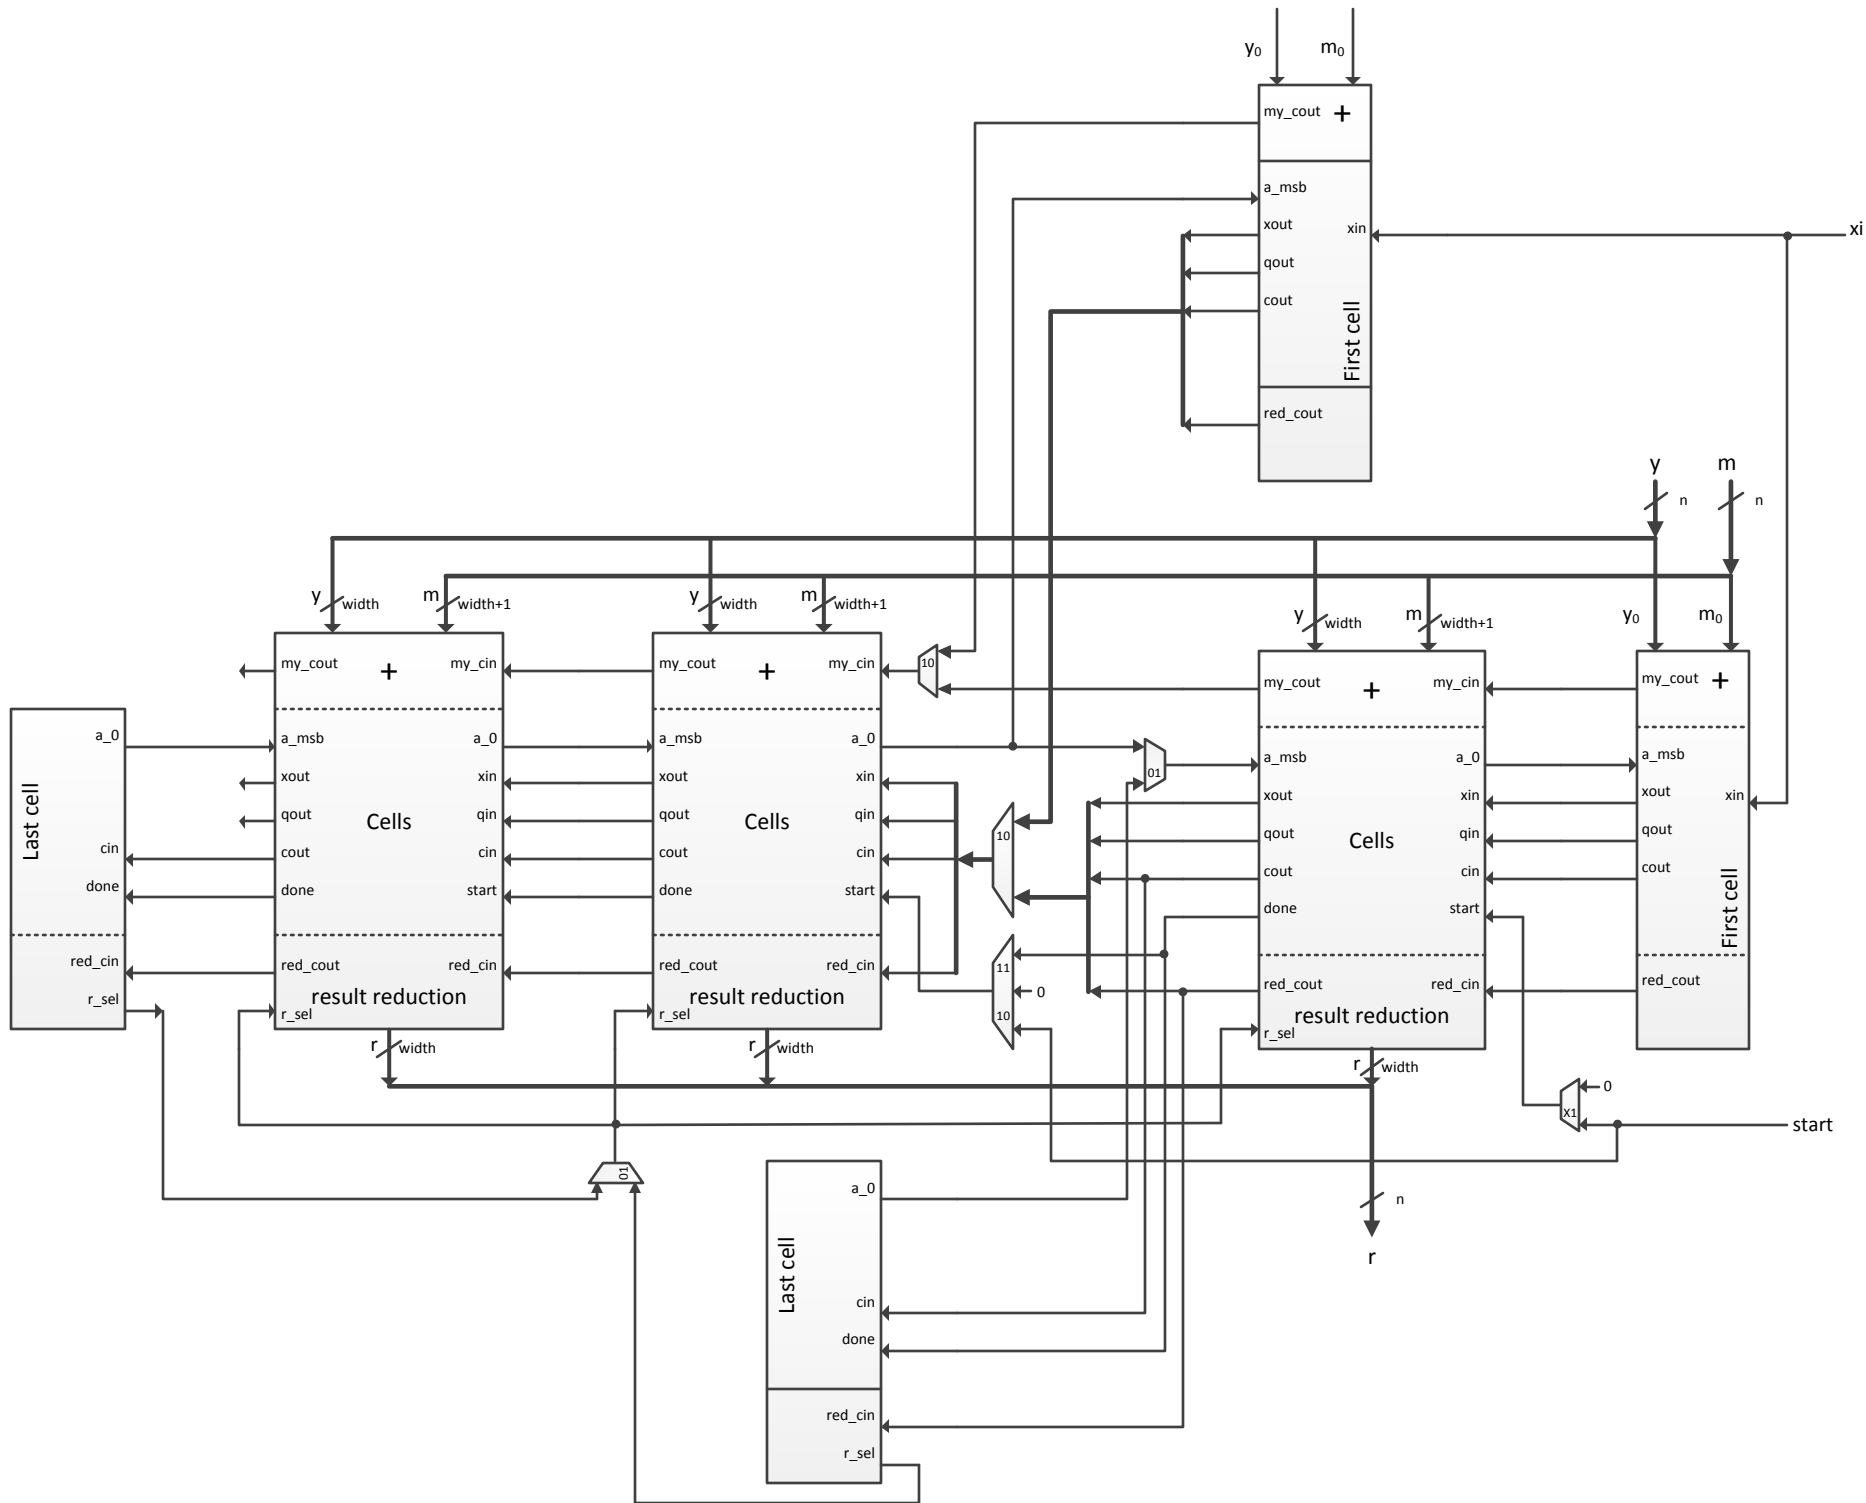 y₀ m₀
my_cout +
a_msb
xout xin
qout
cout
First cell
red_cout
xi
y n
m n
y width
m width+1
y width
m width+1
y width
m width+1
y₀ m₀
Last cell
a_0
cin
done
red_cin
r_sel
my_cout + my_cin
a_msb a_0
xout xin
qout Cells qin
cout cin
done start
red_cout red_cin
result reduction
r_sel
r width
my_cout + my_cin
a_msb a_0
xout xin
qout Cells qin
cout cin
done start
red_cout red_cin
result reduction
r_sel
r width
10
01
10
11
0
10
my_cout + my_cin
a_msb a_0
xout xin
qout Cells qin
cout cin
done start
red_cout red_cin
result reduction
r_sel
r width
my_cout +
a_msb
xout xin
qout
cout
First cell
red_cout
0
X1
start
01
n
r
Last cell
a_0
cin
done
red_cin
r_sel